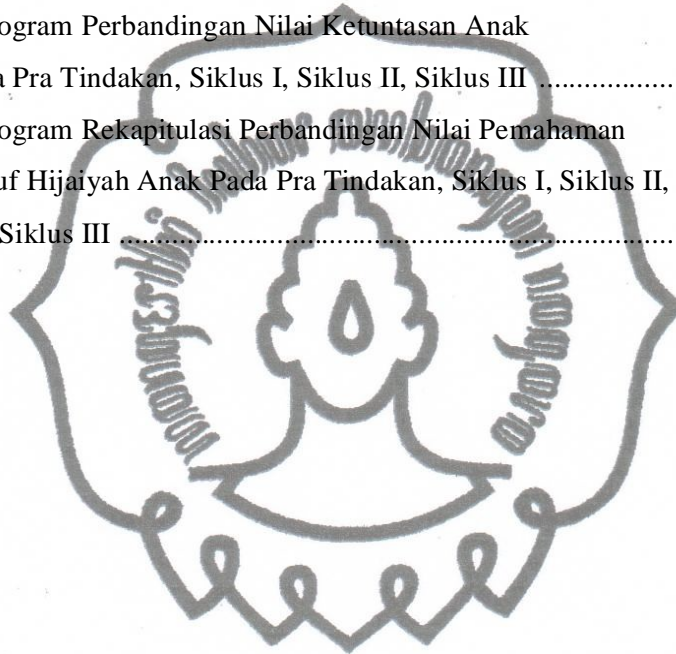 ogram Perbandingan Nilai Ketuntasan Anak
a Pra Tindakan, Siklus I, Siklus II, Siklus III .................
ogram Rekapitulasi Perbandingan Nilai Pemahaman
uf Hijaiyah Anak Pada Pra Tindakan, Siklus I, Siklus II,
Siklus III ...............................................................................